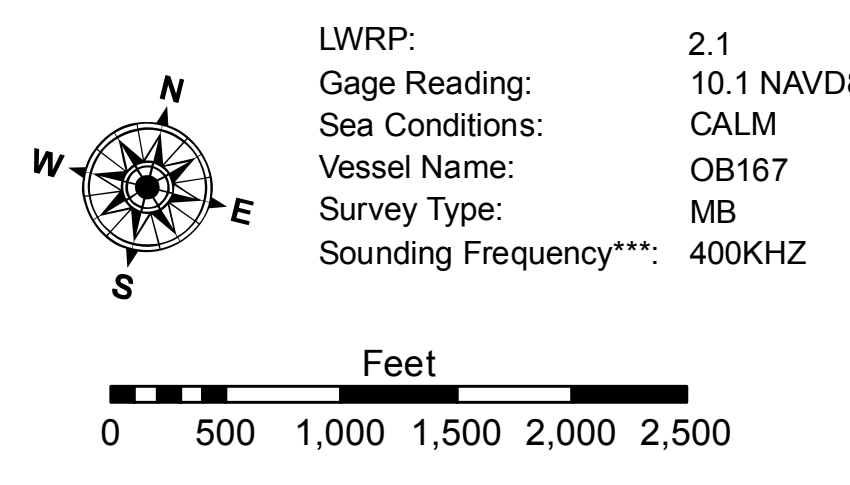 N
W
E
S
LWRP: 2.1
Gage Reading: 10.1 NAVD
Sea Conditions: CALM
Vessel Name: OB167
Survey Type: MB
Sounding Frequency***: 400KHZ
Feet
0 500 1,000 1,500 2,000 2,500